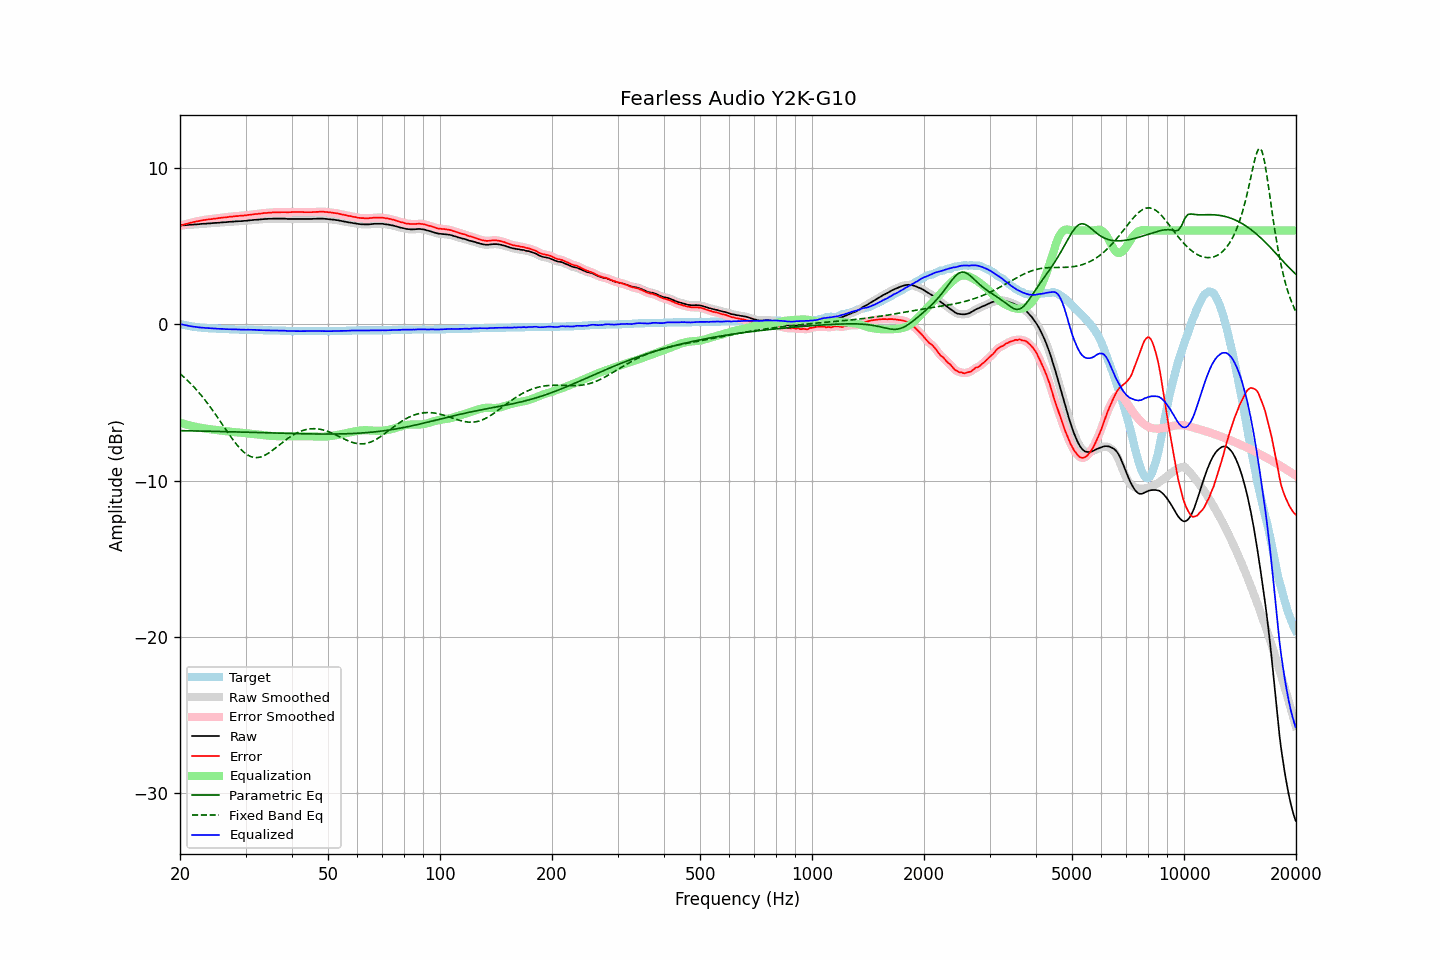 Fearless Audio Y2K-G10
Amplitude (dBr)
10
0
−10
−20
−30
Target
Raw Smoothed
Error Smoothed
Raw
Error
Equalization
Parametric Eq
Fixed Band Eq
Equalized
20 50 100 200 500 1000 2000 5000 10000 20000
Frequency (Hz)